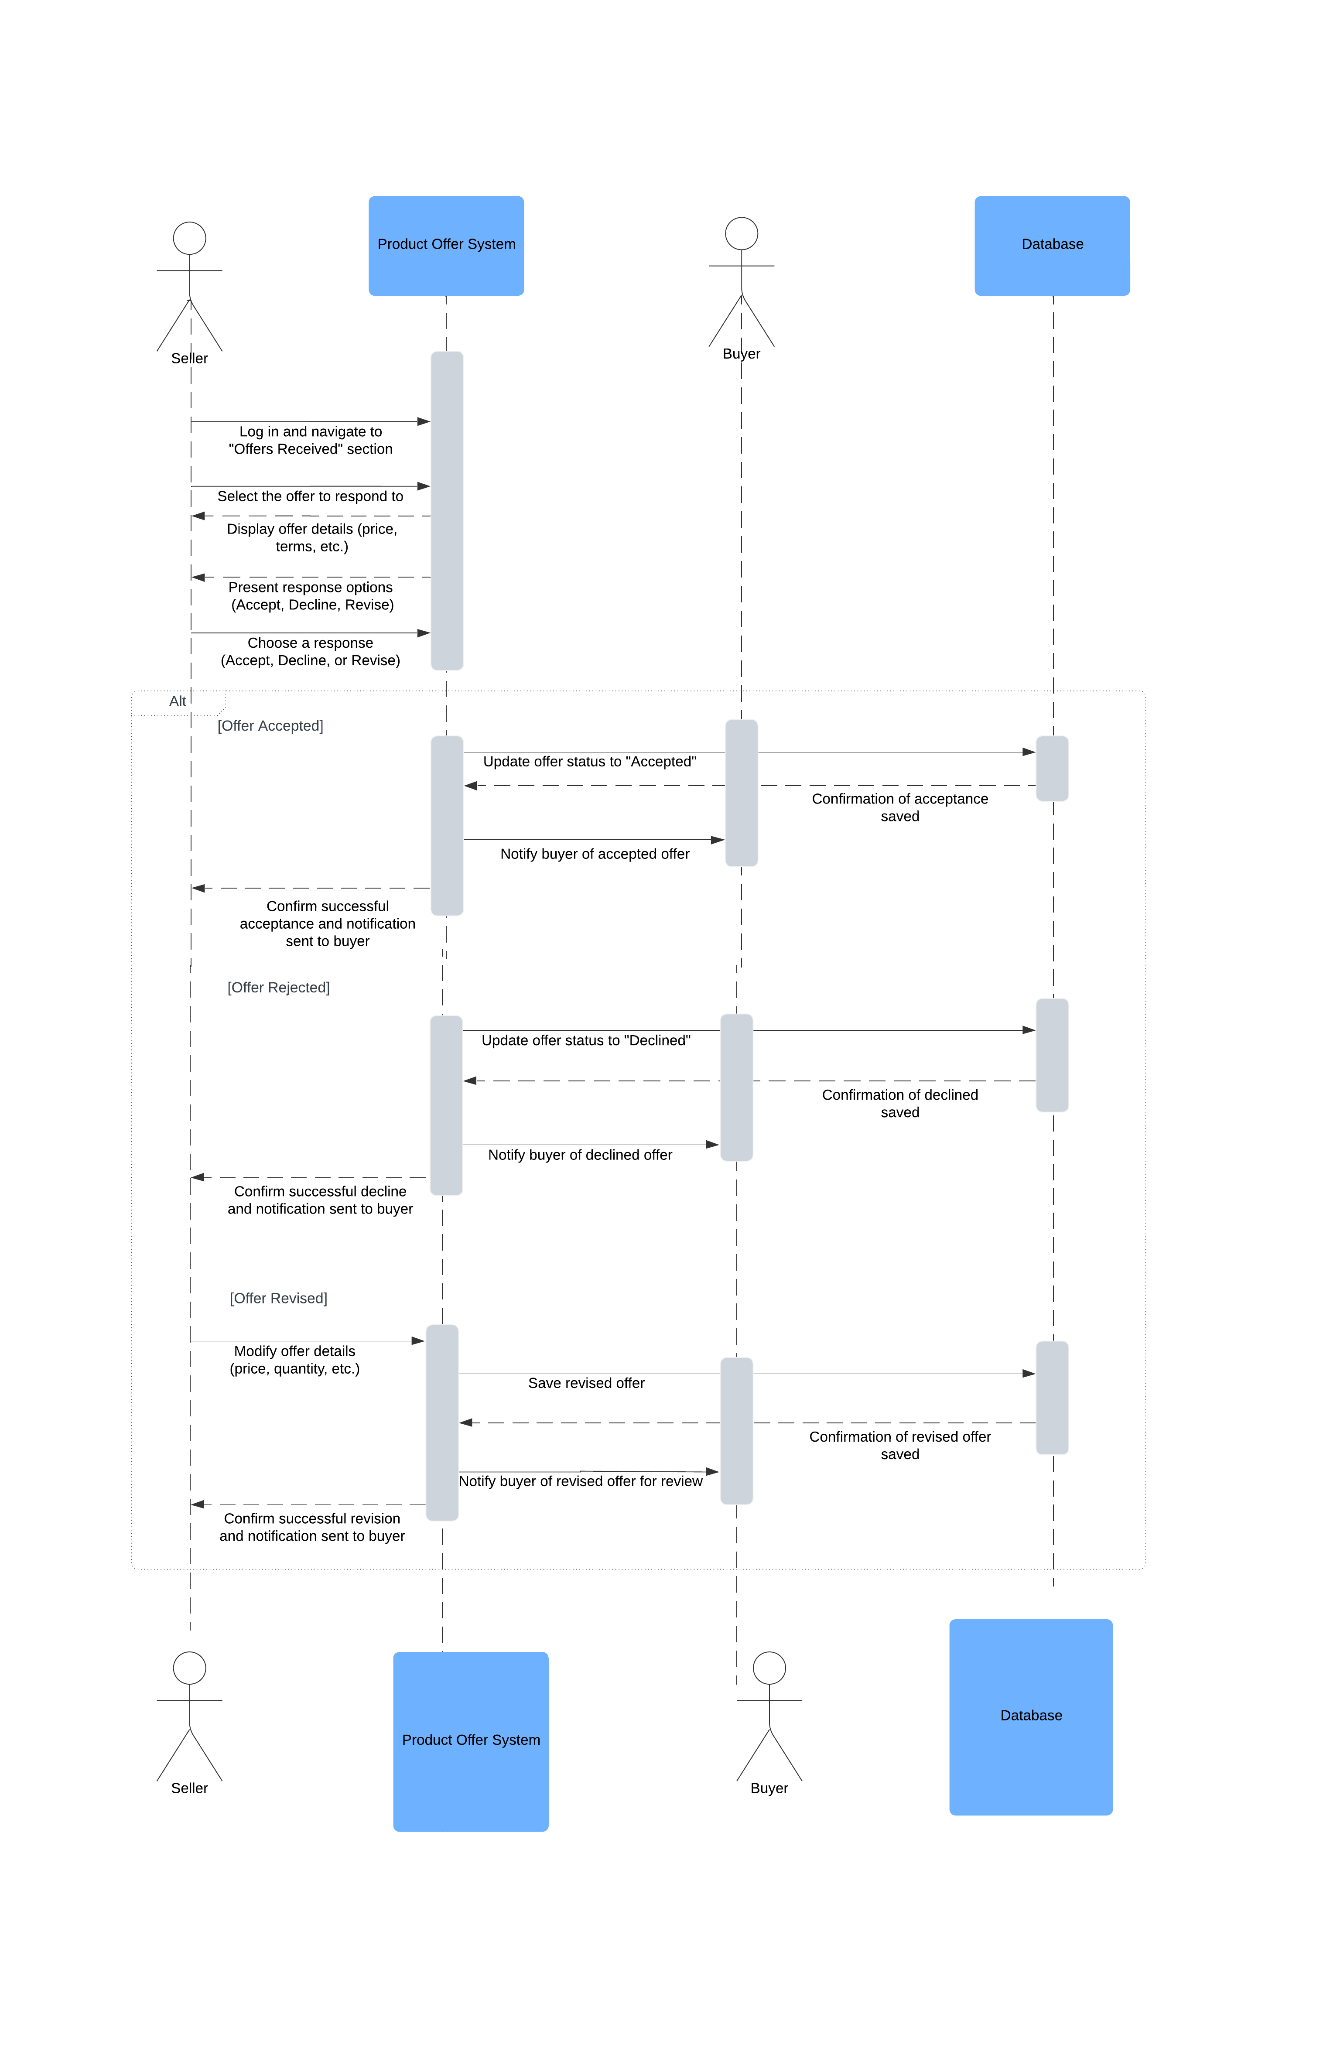 Product Offer System
Database
Seller
Buyer
Log in and navigate to
"Offers Received" section
Select the offer to respond to
Display offer details (price,
terms, etc.)
Present response options
(Accept, Decline, Revise)
Choose a response
(Accept, Decline, or Revise)
Alt
[Offer Accepted]
Update offer status to "Accepted"
Confirmation of acceptance
saved
Notify buyer of accepted offer
Confirm successful
acceptance and notification
sent to buyer
[Offer Rejected]
Update offer status to "Declined"
Confirmation of declined
saved
Notify buyer of declined offer
Confirm successful decline
and notification sent to buyer
[Offer Revised]
Modify offer details
(price, quantity, etc.)
Save revised offer
Confirmation of revised offer
saved
Notify buyer of revised offer for review
Confirm successful revision
and notification sent to buyer
Database
Product Offer System
Seller
Buyer